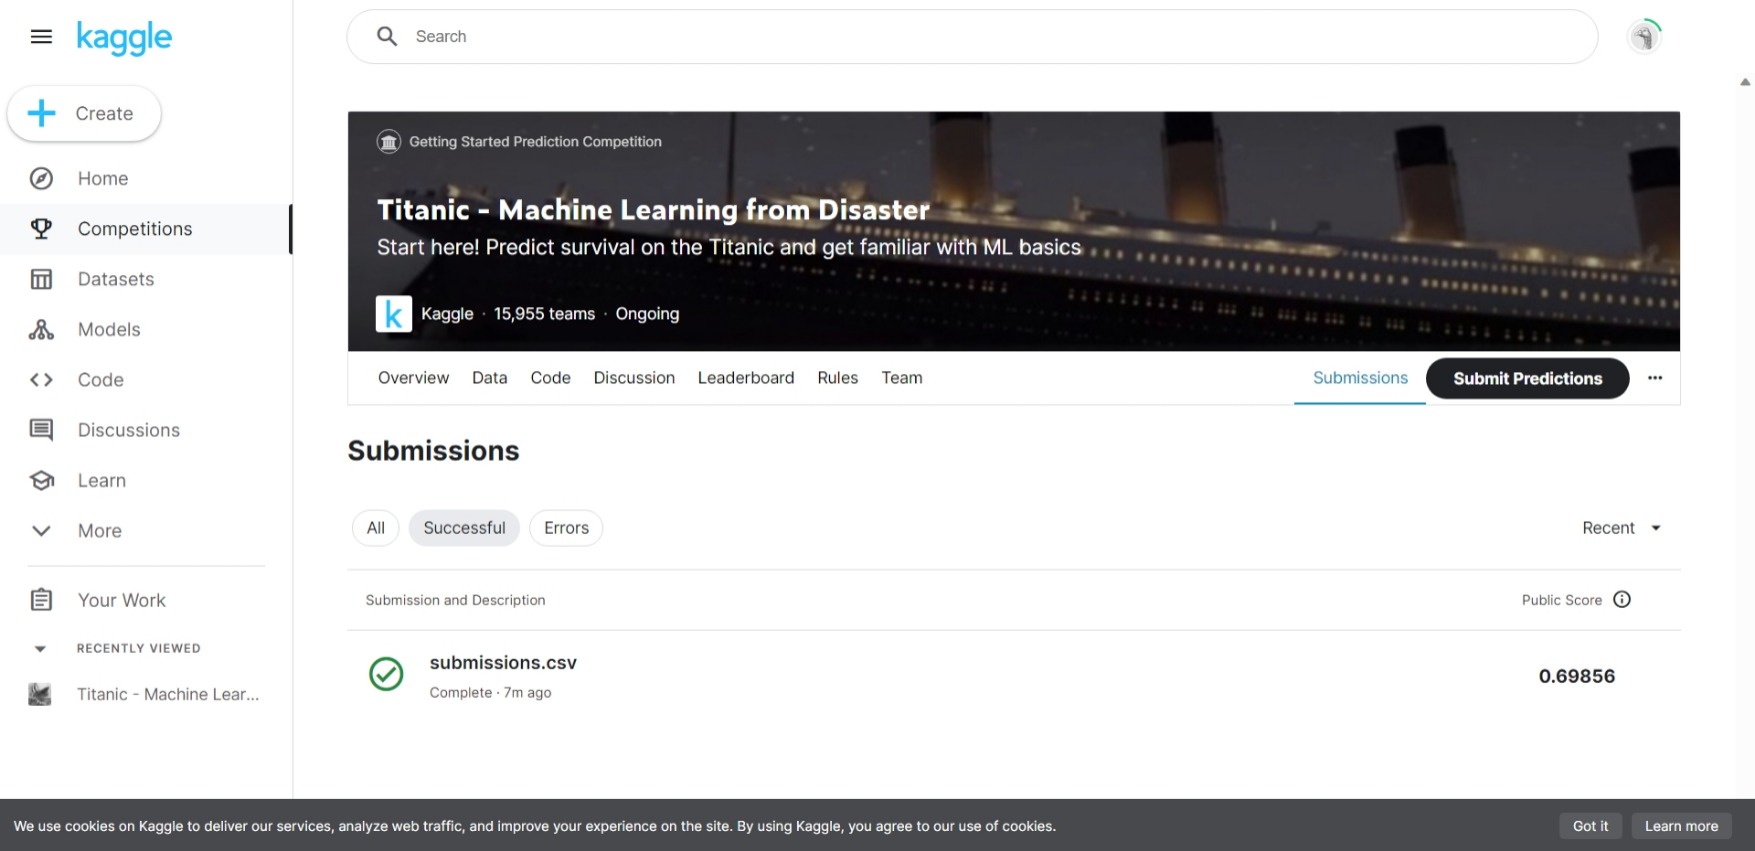 kaggle
Search
Create
Home
Competitions
Datasets
Models
Code
Discussions
Learn
More
Your Work
RECENTLY VIEWED
Titanic - Machine Lear...
Getting Started Prediction Competition
Titanic - Machine Learning from Disaster
Start here! Predict survival on the Titanic and get familiar with ML basics
k Kaggle · 15,955 teams · Ongoing
Overview Data Code Discussion Leaderboard Rules Team Submissions Submit Predictions ...
Submissions
All Successful Errors Recent
Submission and Description Public Score
submissions.csv
Complete · 7m ago
0.69856
We use cookies on Kaggle to deliver our services, analyze web traffic, and improve your experience on the site. By using Kaggle, you agree to our use of cookies. Got it Learn more